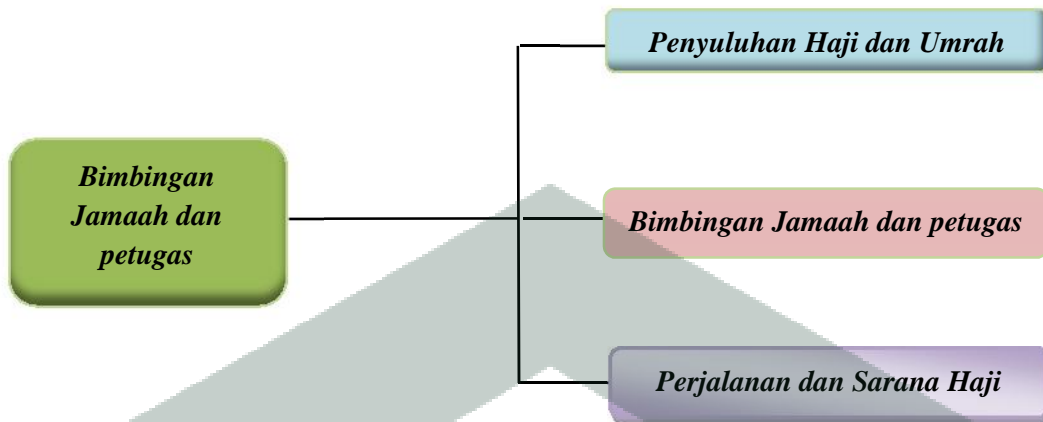 Penyuluhan Haji dan Umrah
Bimbingan
Jamaah dan
petugas
Bimbingan Jamaah dan petugas
Perjalanan dan Sarana Haji